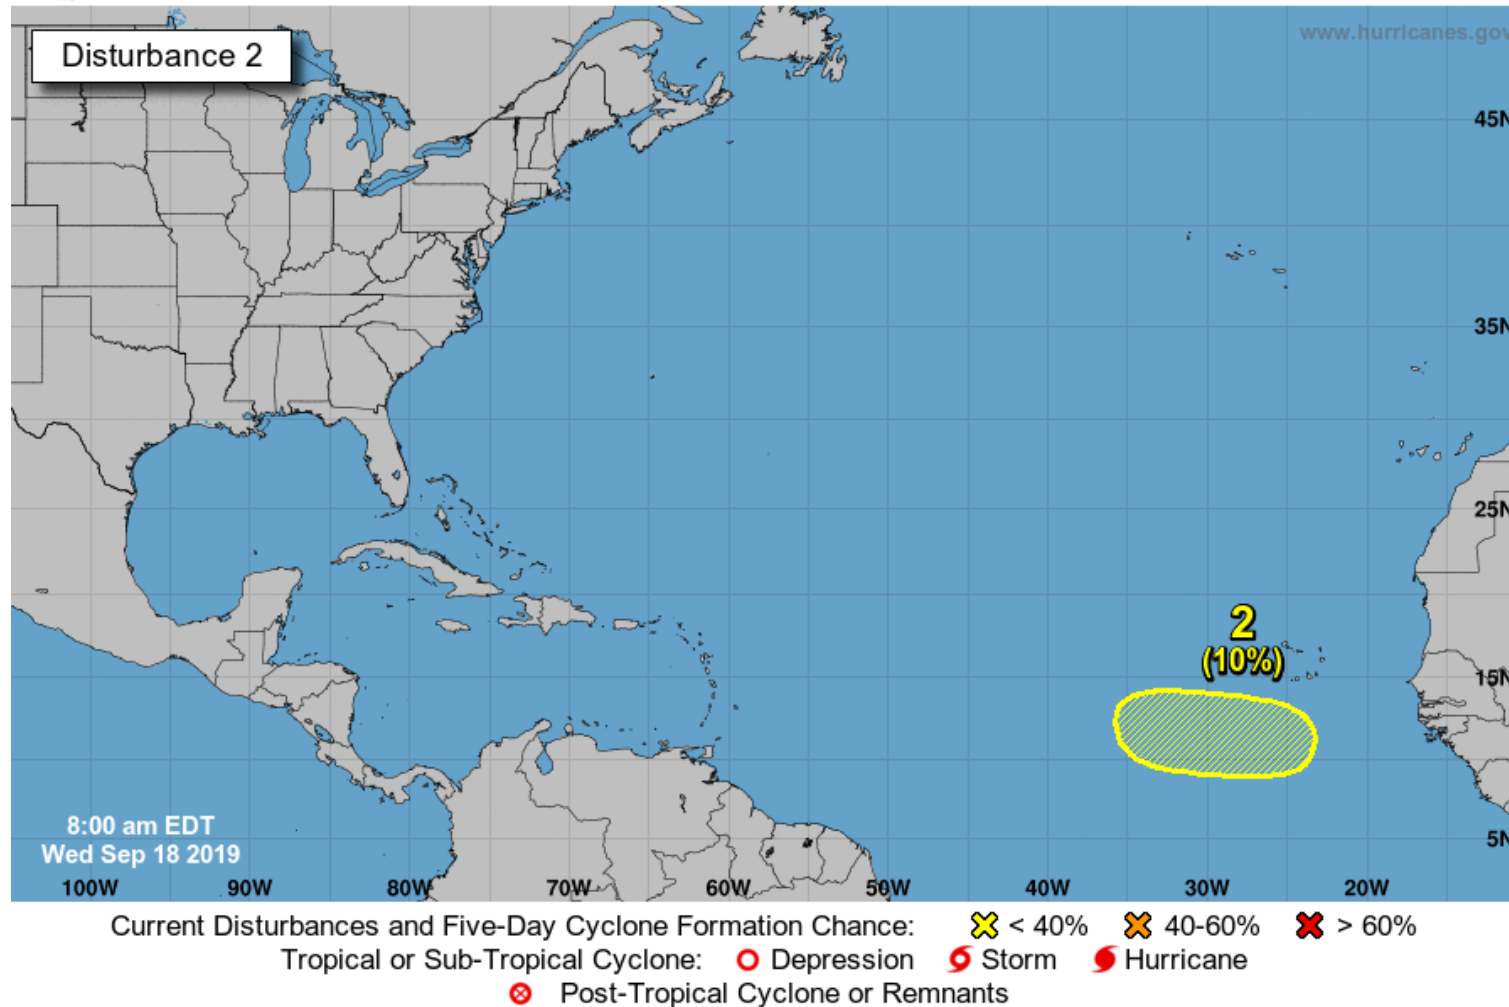 www.hurricanes.gov
Disturbance 2
45N
35N
25N
2
(10%)
15N
8:00 am EDT
Wed Sep 18 2019
5N
100W 90W 80W 70W 60W 50W 40W 30W 20W
Current Disturbances and Five-Day Cyclone Formation Chance: < 40% 40-60% > 60%
Tropical or Sub-Tropical Cyclone: Depression Storm Hurricane
Post-Tropical Cyclone or Remnants